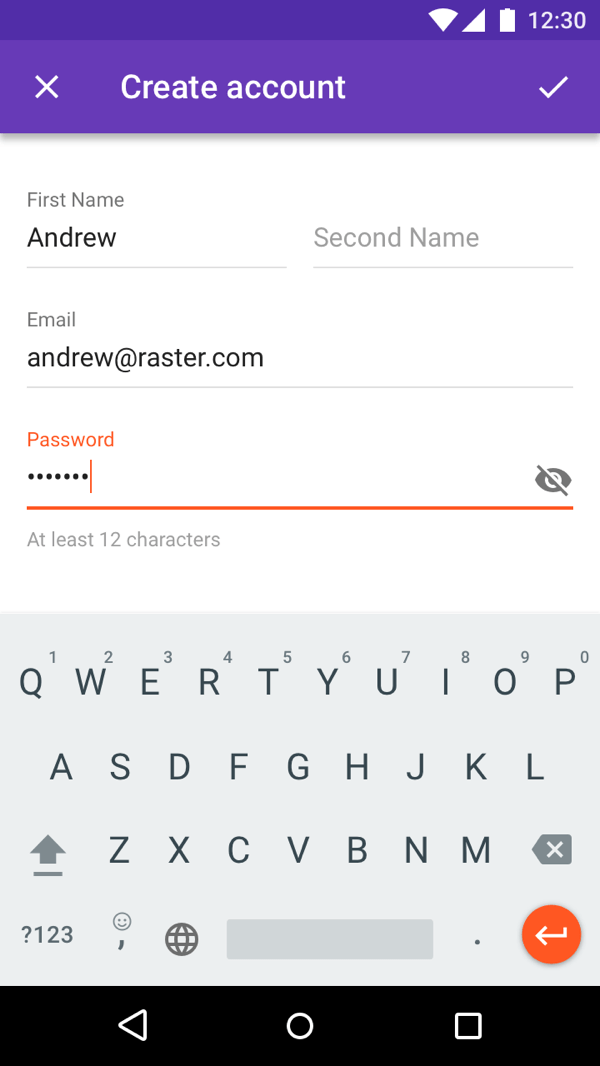 12:30
Create account
First Name
Andrew
Second Name
Email
andrew@raster.com
Password
•••••••
At least 12 characters
1 2 3 4 5 6 7 8 9 0
Q W E R T Y U I O P
A S D F G H J K L
Z X C V B N M
?123 , .